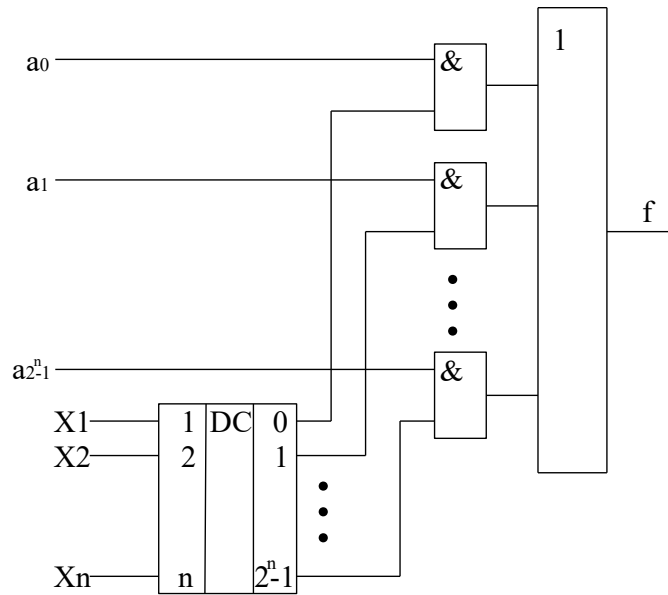 a0 & 1
a1 &
f
a2ⁿ-1 &
X1 1 DC 0
X2 2 1
Xn n 2ⁿ-1